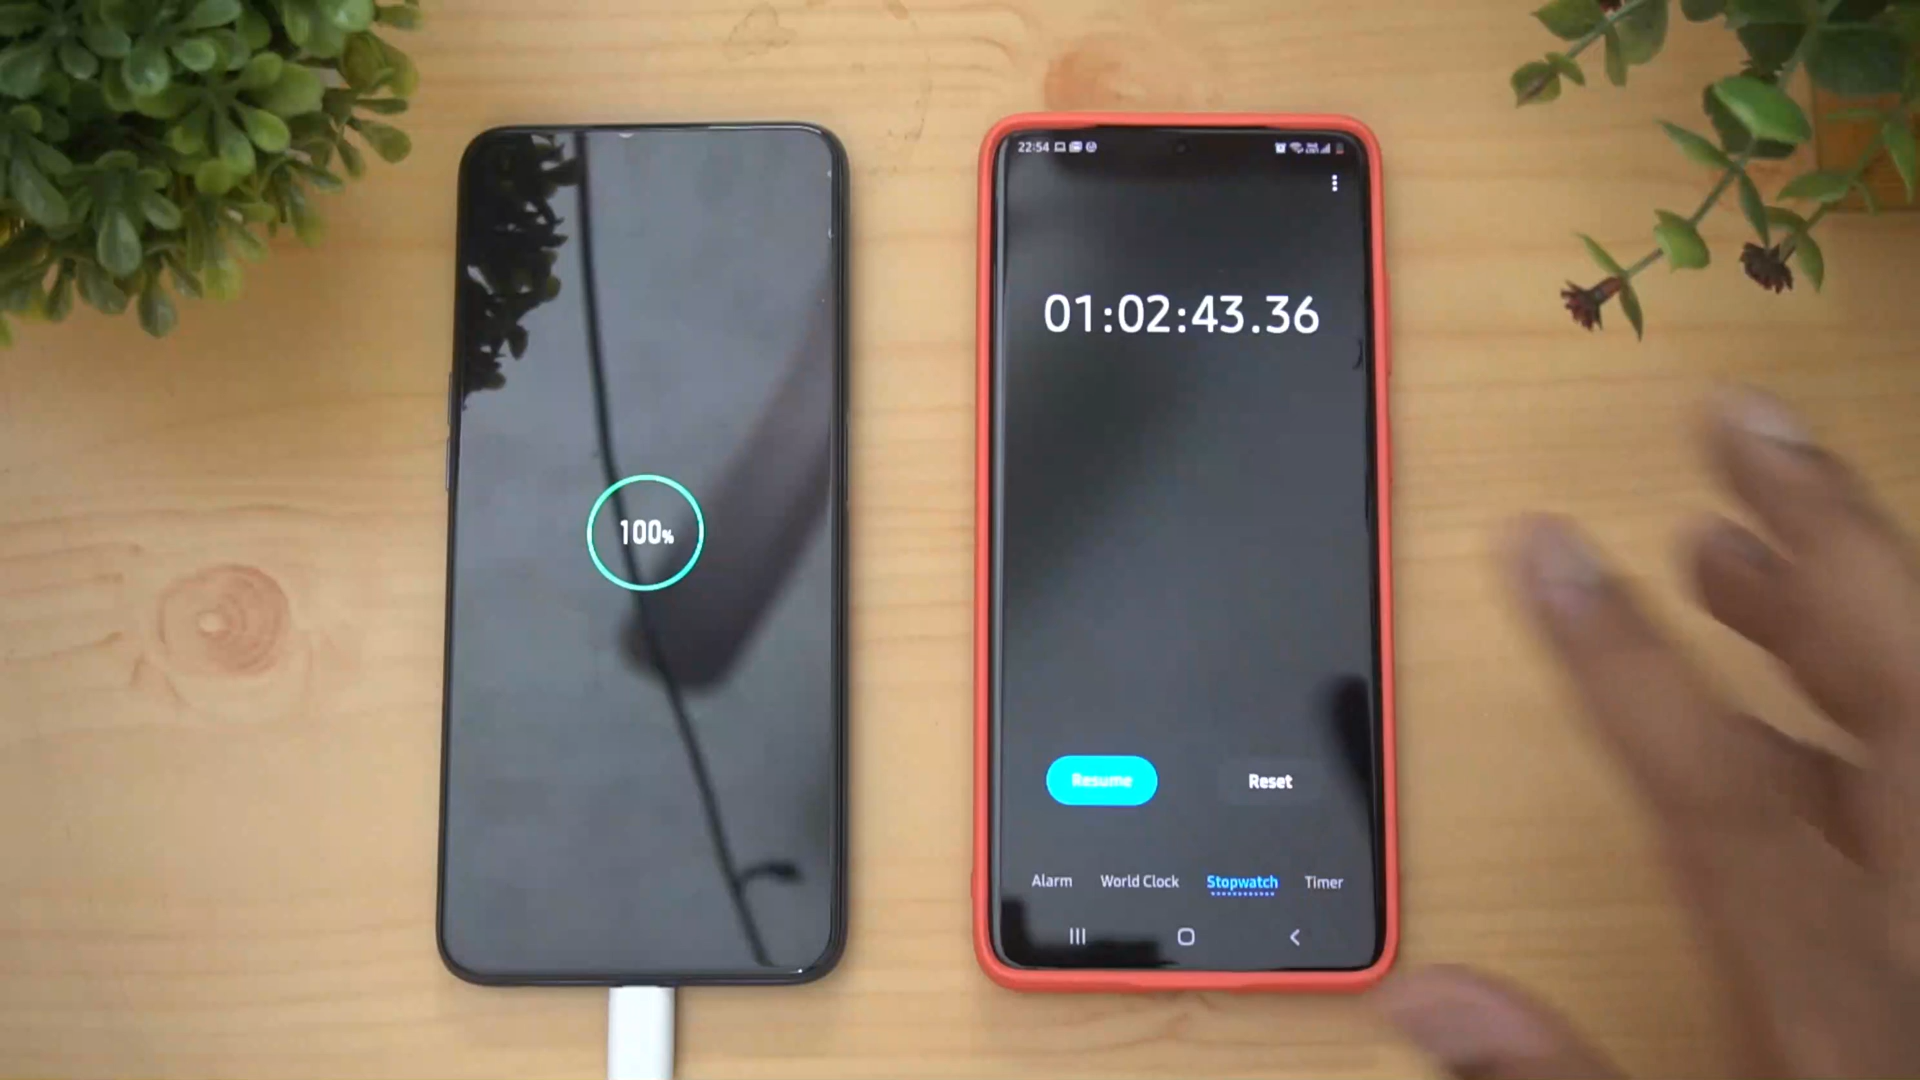 100%
22:54
01:02:43.36
Resume
Reset
Alarm World Clock Stopwatch Timer